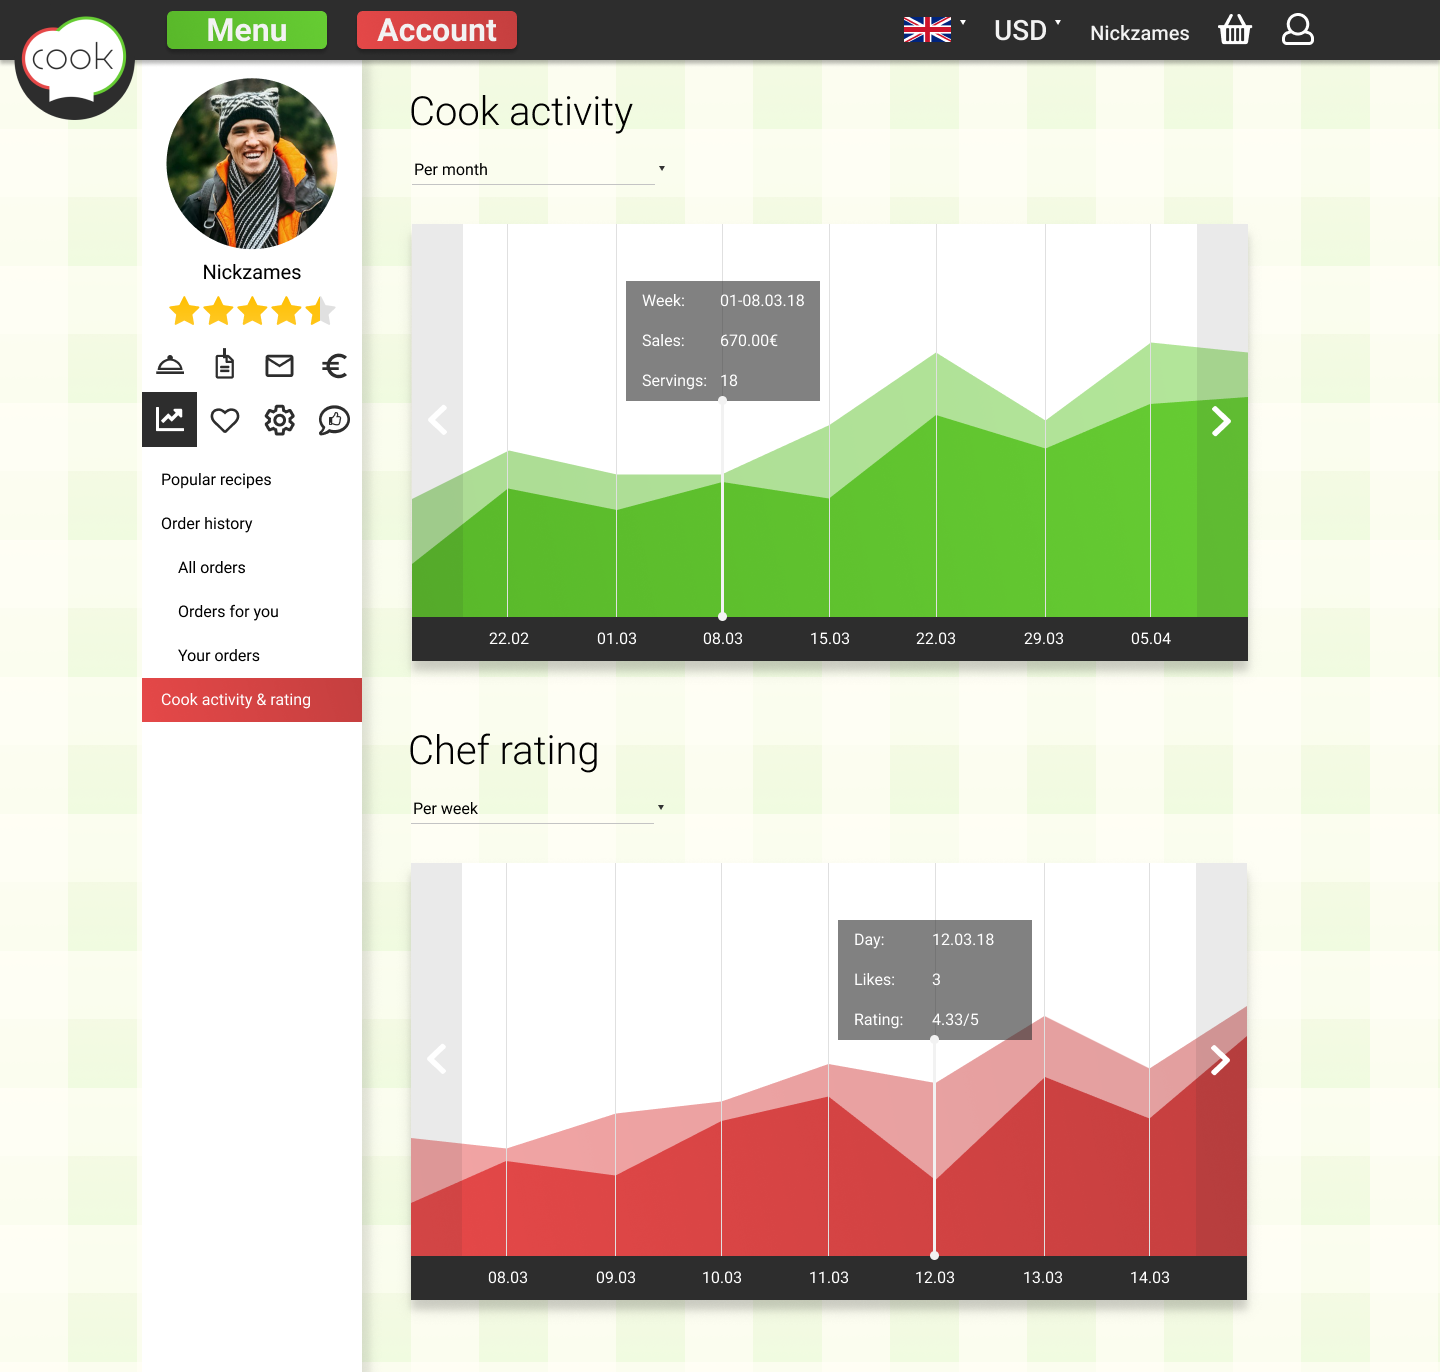 cook
Menu
Account
USD
Nickzames
Nickzames
Popular recipes
Order history
All orders
Orders for you
Your orders
Cook activity & rating
Cook activity
Per month
Week: 01-08.03.18
Sales: 670.00€
Servings: 18
22.02 01.03 08.03 15.03 22.03 29.03 05.04
Chef rating
Per week
Day: 12.03.18
Likes: 3
Rating: 4.33/5
08.03 09.03 10.03 11.03 12.03 13.03 14.03